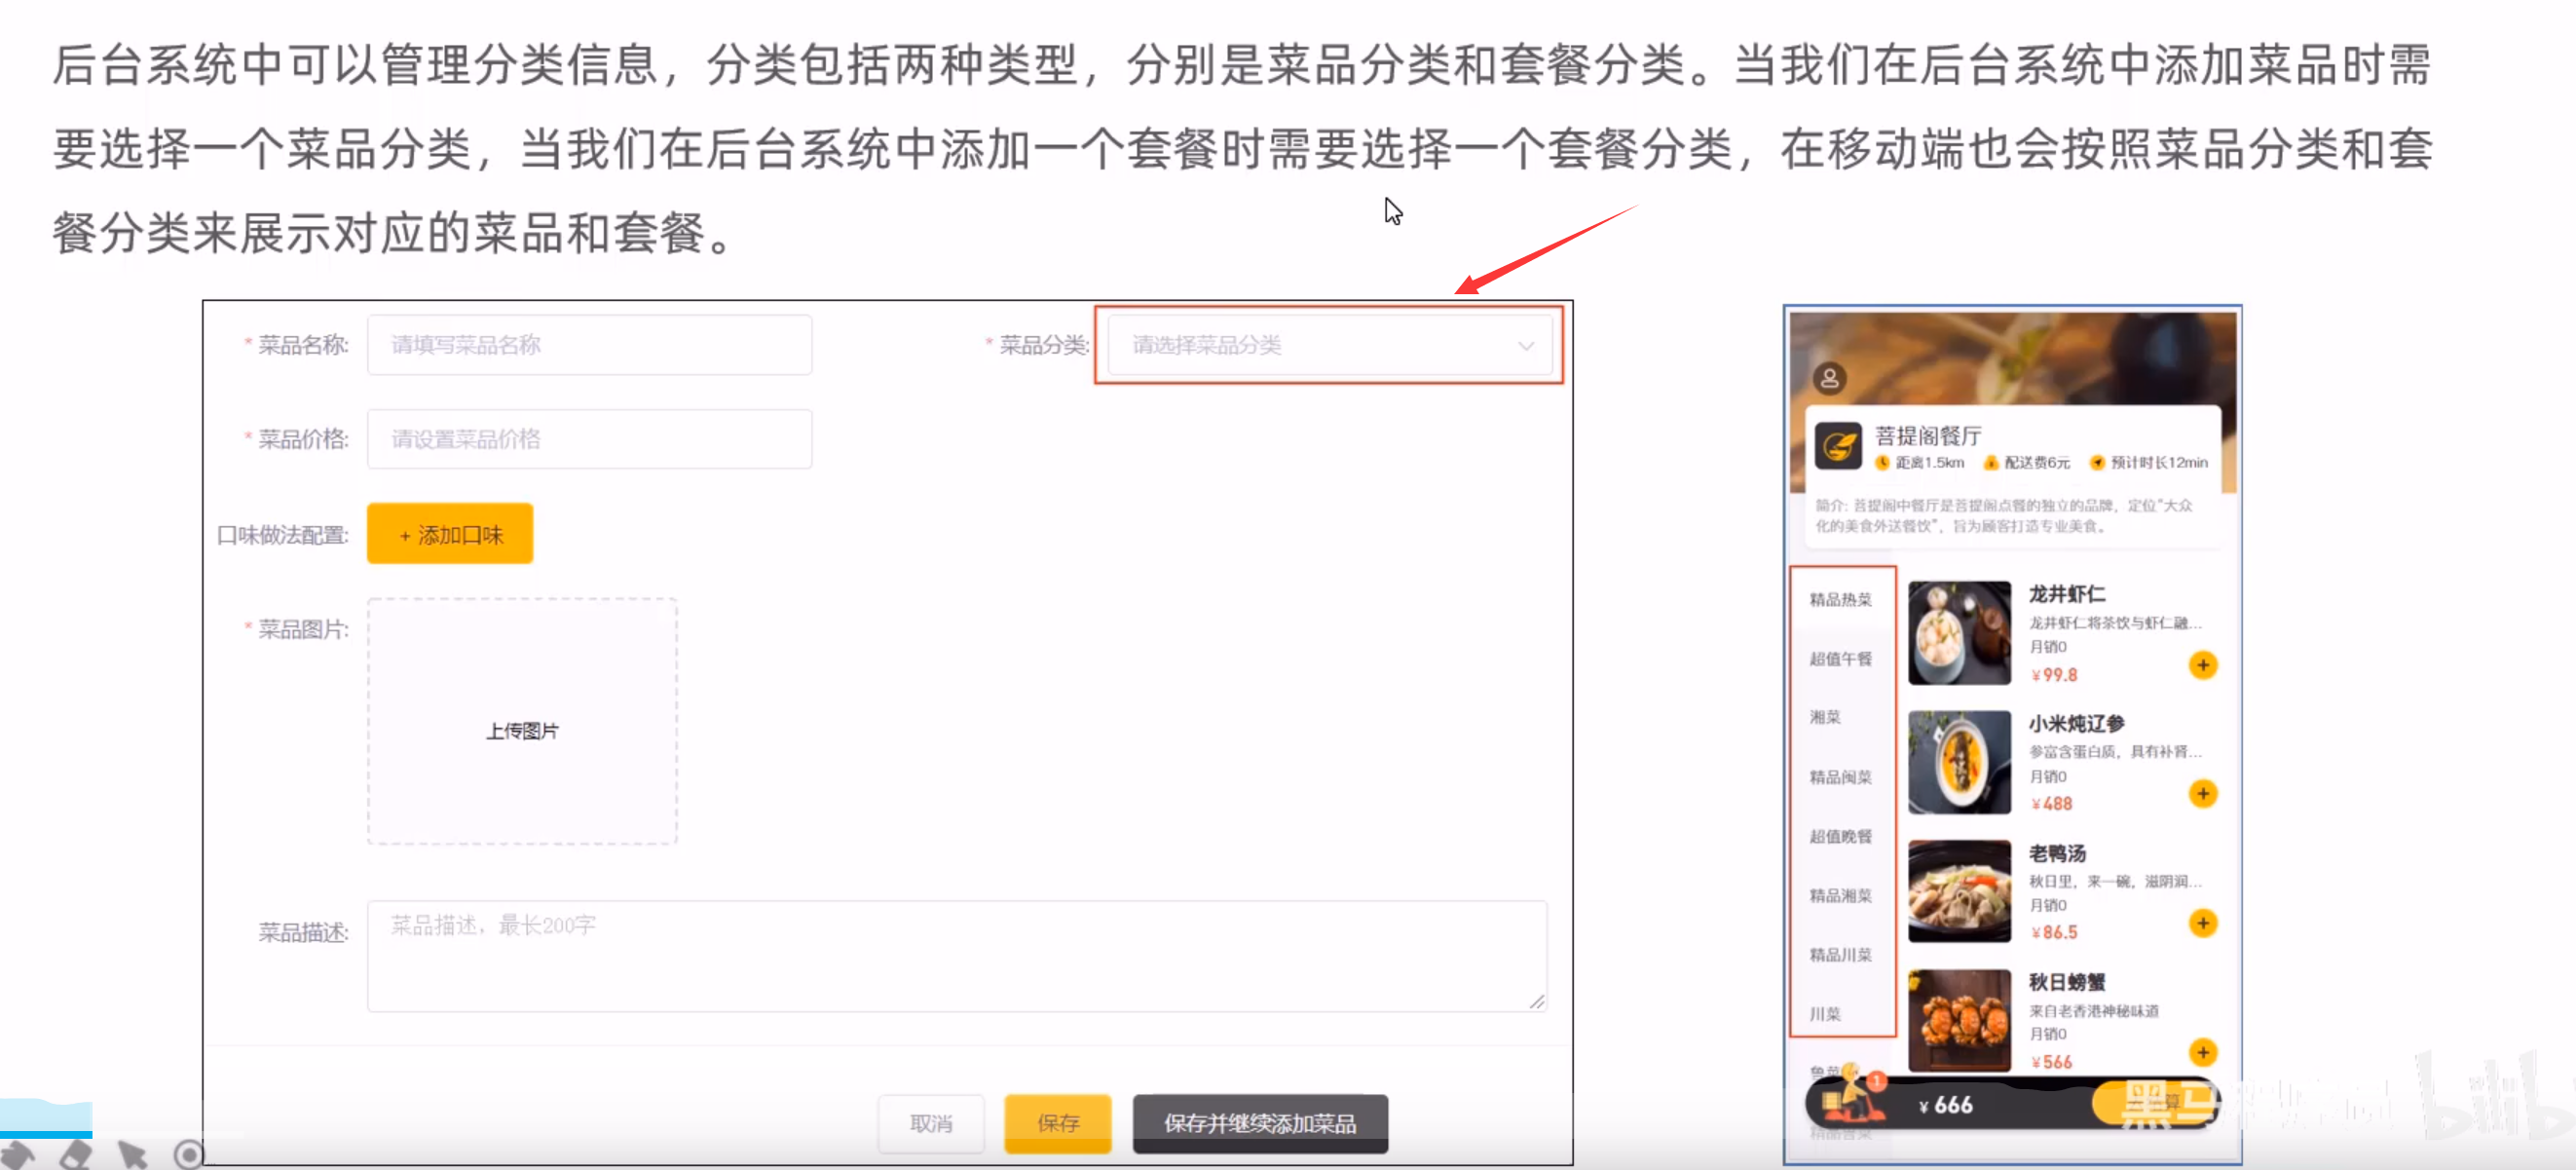 后台系统中可以管理分类信息，分类包括两种类型，分别是菜品分类和套餐分类。当我们在后台系统中添加菜品时需
要选择一个菜品分类，当我们在后台系统中添加一个套餐时需要选择一个套餐分类，在移动端也会按照菜品分类和套
餐分类来展示对应的菜品和套餐。
* 菜品名称: 请填写菜品名称
* 菜品分类: 请选择菜品分类
* 菜品价格: 请设置菜品价格
口味做法配置: + 添加口味
* 菜品图片:
上传图片
菜品描述: 菜品描述，最长200字
取消 保存 保存并继续添加菜品
菩提阁餐厅
距离1.5km 配送费6元 预计时长12min
简介: 菩提阁中餐厅是菩提阁点餐的独立的品牌，定位“大众
化的美食外送餐饮”，旨为顾客打造专业美食。
精品热菜
超值午餐
湘菜
精品闽菜
超值晚餐
精品湘菜
精品川菜
川菜
鲁菜
龙井虾仁
龙井虾仁将茶饮与虾仁融...
月销0
¥99.8
小米炖辽参
参富含蛋白质，具有补肾...
月销0
¥488
老鸭汤
秋日里，来一碗，滋阴润...
月销0
¥86.5
秋日螃蟹
来自老香港神秘味道
月销0
¥566
1
¥ 666
黑马程序员
bilib